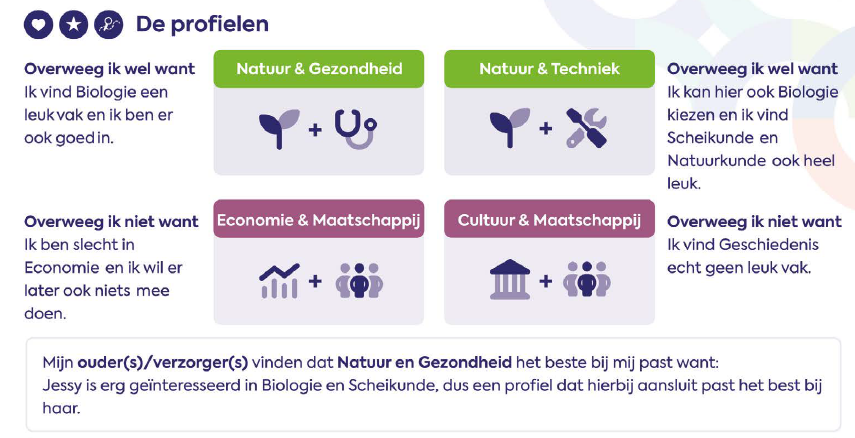 De profielen
Overweeg ik wel want
Ik vind Biologie een
leuk vak en ik ben er
ook goed in.
Natuur & Gezondheid
Natuur & Techniek
Overweeg ik wel want
Ik kan hier ook Biologie
kiezen en ik vind
Scheikunde en
Natuurkunde ook heel
leuk.
Overweeg ik niet want
Ik ben slecht in
Economie en ik wil er
later ook niets mee
doen.
Economie & Maatschappij
Cultuur & Maatschappij
Overweeg ik niet want
Ik vind Geschiedenis
echt geen leuk vak.
Mijn ouder(s)/verzorger(s) vinden dat Natuur en Gezondheid het beste bij mij past want:
Jessy is erg geïnteresseerd in Biologie en Scheikunde, dus een profiel dat hierbij aansluit past het best bij
haar.